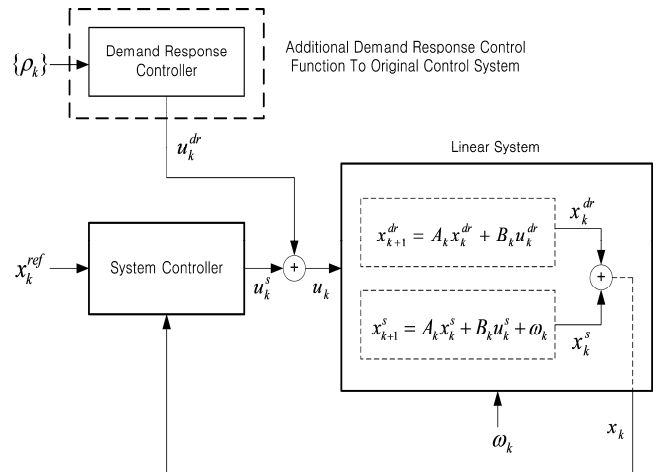 {ρ_k}
Demand Response
Controller
Additional Demand Response Control
Function To Original Control System
u_k^{dr}
Linear System
x_{k+1}^{dr} = A_k x_k^{dr} + B_k u_k^{dr}
x_k^{dr}
x_k^{ref}
System Controller
u_k^s
+
u_k
+
x_{k+1}^s = A_k x_k^s + B_k u_k^s + ω_k
x_k^s
ω_k
x_k